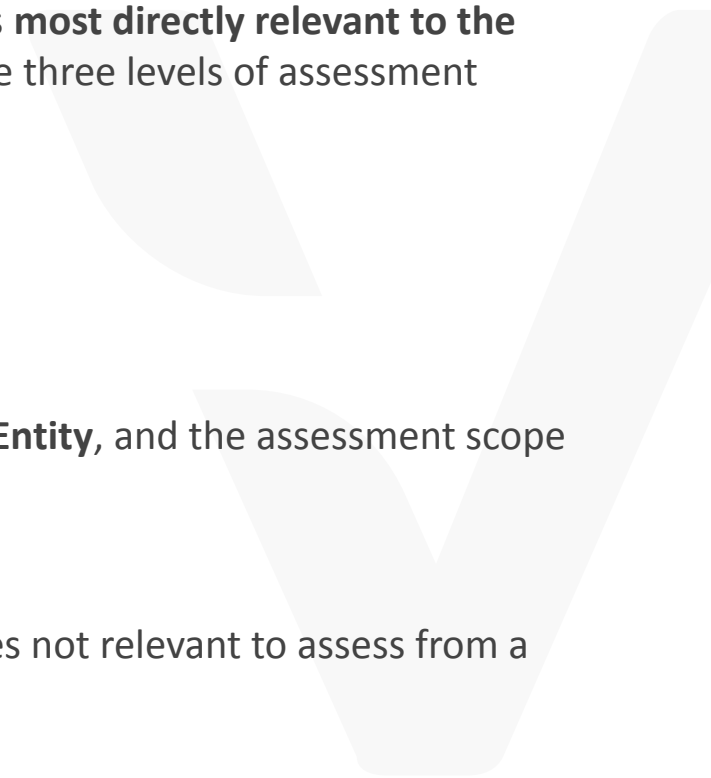 s most directly relevant to the
e three levels of assessment
Entity, and the assessment scope
es not relevant to assess from a